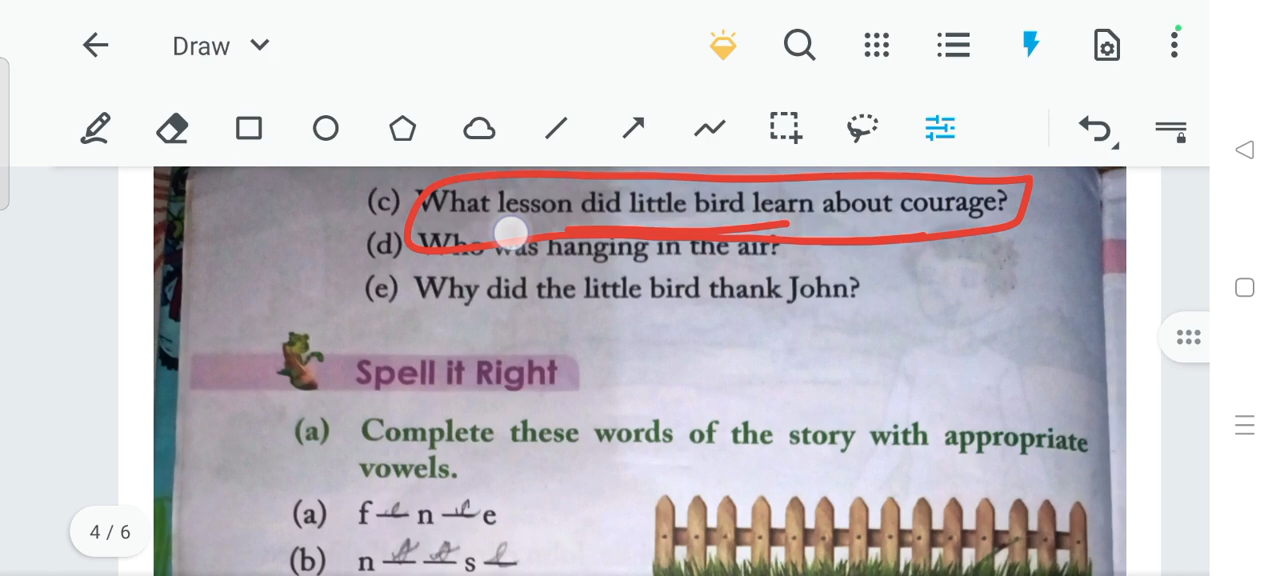 Draw
(c) What lesson did little bird learn about courage?
(d) Who was hanging in the air?
(e) Why did the little bird thank John?
Spell it Right
(a) Complete these words of the story with appropriate
vowels.
(a) f e n c e
4 / 6
(b) n